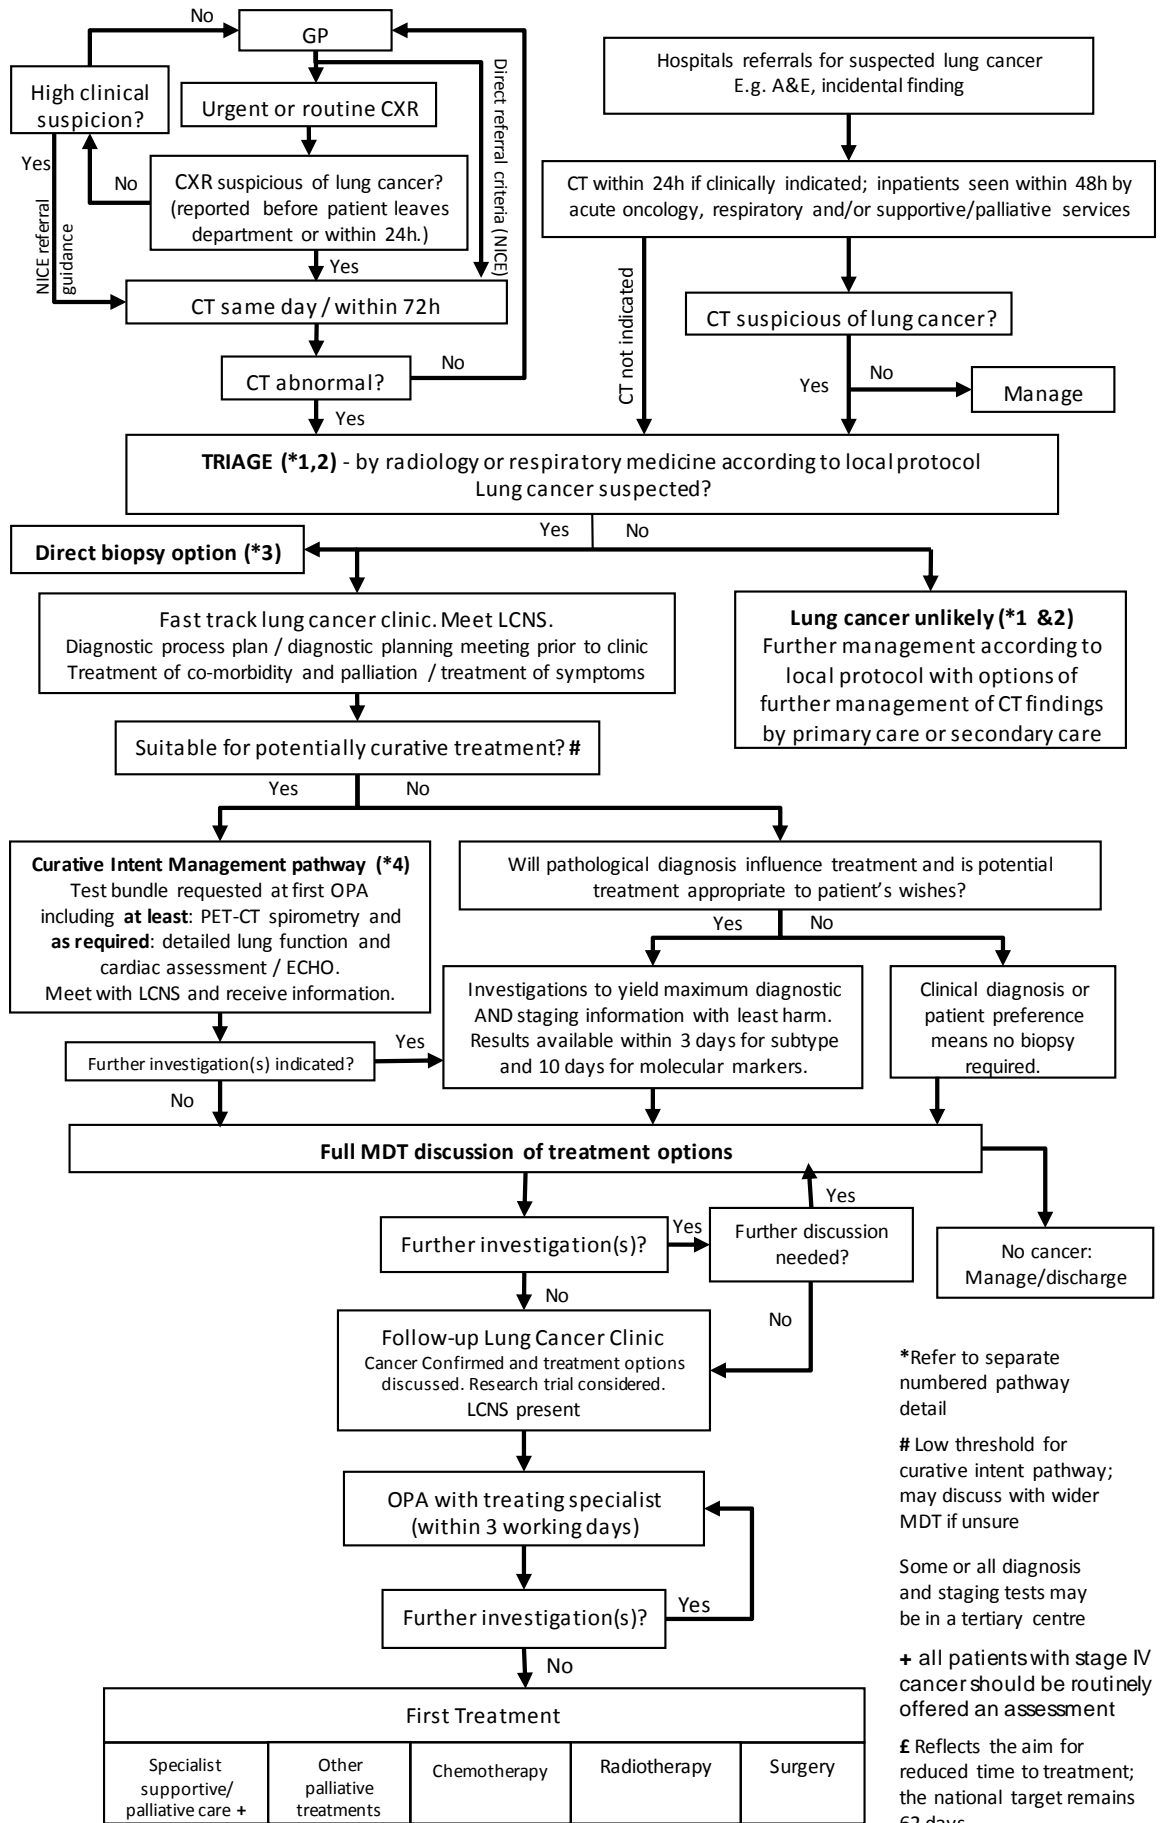 No
GP
Hospitals referrals for suspected lung cancer
E.g. A&E, incidental finding
High clinical
suspicion?
Direct referral criteria (NICE)
Urgent or routine CXR
Yes
No
CXR suspicious of lung cancer?
(reported before patient leaves
department or within 24h.)
CT within 24h if clinically indicated; inpatients seen within 48h by
acute oncology, respiratory and/or supportive/palliative services
NICE referral
guidance
Yes
CT same day / within 72h
CT not indicated
CT suspicious of lung cancer?
CT abnormal?
No
Yes
No
Manage
Yes
TRIAGE (*1,2) - by radiology or respiratory medicine according to local protocol
Lung cancer suspected?
Yes
No
Direct biopsy option (*3)
Fast track lung cancer clinic. Meet LCNS.
Diagnostic process plan / diagnostic planning meeting prior to clinic
Treatment of co-morbidity and palliation / treatment of symptoms
Lung cancer unlikely (*1 &2)
Further management according to
local protocol with options of
further management of CT findings
by primary care or secondary care
Suitable for potentially curative treatment? #
Yes
No
Curative Intent Management pathway (*4)
Test bundle requested at first OPA
including at least: PET-CT spirometry and
as required: detailed lung function and
cardiac assessment / ECHO.
Meet with LCNS and receive information.
Will pathological diagnosis influence treatment and is potential
treatment appropriate to patient's wishes?
Yes
No
Investigations to yield maximum diagnostic
AND staging information with least harm.
Results available within 3 days for subtype
and 10 days for molecular markers.
Clinical diagnosis or
patient preference
means no biopsy
required.
Further investigation(s) indicated?
Yes
No
Full MDT discussion of treatment options
Further investigation(s)?
Yes
Further discussion
needed?
Yes
No cancer:
Manage/discharge
No
No
Follow-up Lung Cancer Clinic
Cancer Confirmed and treatment options
discussed. Research trial considered.
LCNS present
OPA with treating specialist
(within 3 working days)
Further investigation(s)?
Yes
No
First Treatment
Specialist
supportive/
palliative care +
Other
palliative
treatments
Chemotherapy
Radiotherapy
Surgery
*Refer to separate
numbered pathway
detail
# Low threshold for
curative intent pathway;
may discuss with wider
MDT if unsure
Some or all diagnosis
and staging tests may
be in a tertiary centre
+ all patients with stage IV
cancer should be routinely
offered an assessment
£ Reflects the aim for
reduced time to treatment;
the national target remains
62 days